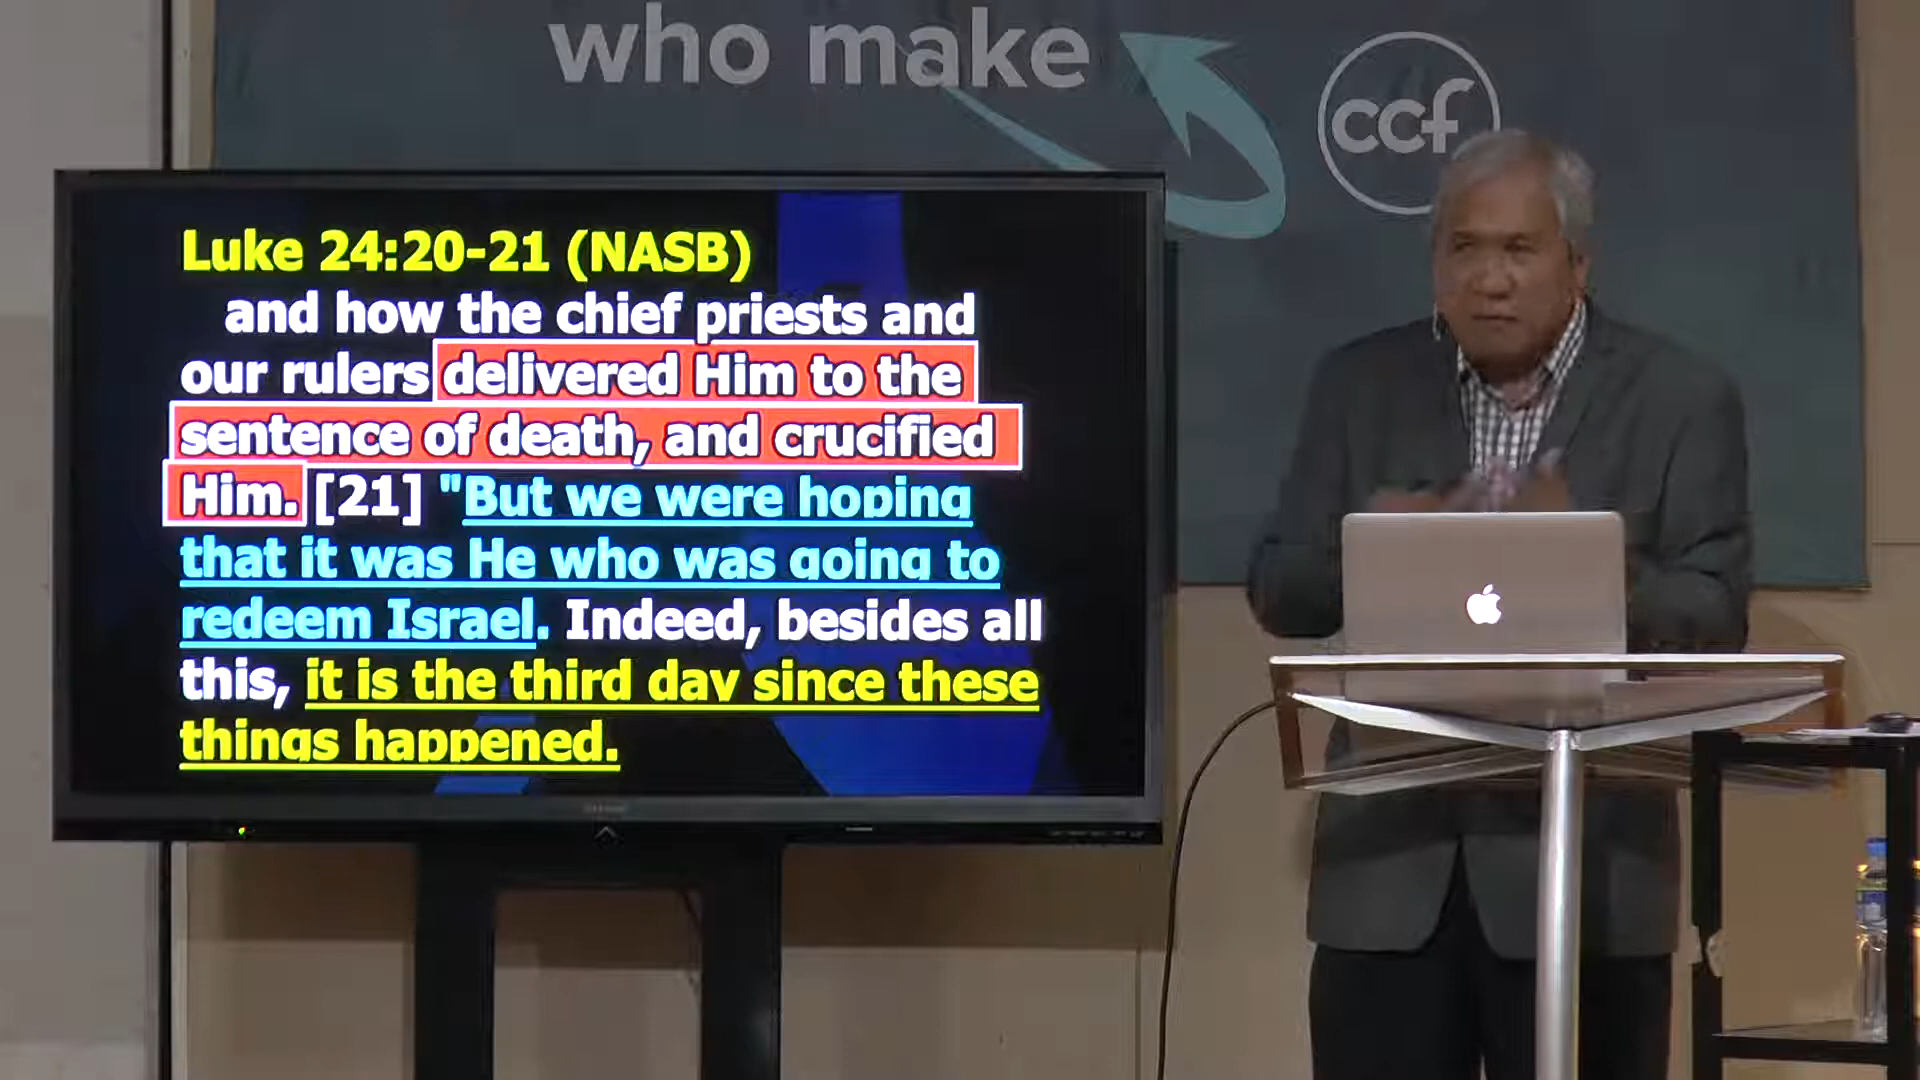 who make
ccf
Luke 24:20-21 (NASB)
and how the chief priests and
our rulers delivered Him to the
sentence of death, and crucified
Him. [21] "But we were hoping
that it was He who was going to
redeem Israel. Indeed, besides all
this, it is the third day since these
things happened.